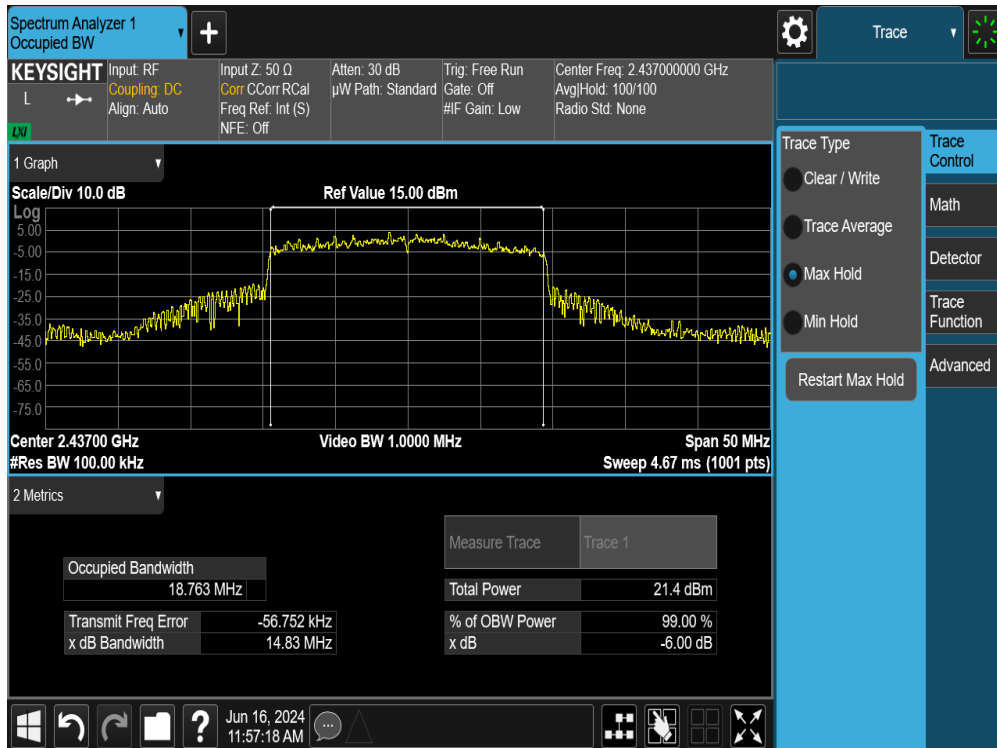 Spectrum Analyzer 1
Occupied BW
+
Trace
KEYSIGHT
L
LXI
Input: RF
Coupling: DC
Align: Auto
Input Z: 50 Ω
Corr CCorr RCal
Freq Ref: Int (S)
NFE: Off
Atten: 30 dB
µW Path: Standard
Trig: Free Run
Gate: Off
#IF Gain: Low
Center Freq: 2.437000000 GHz
Avg|Hold: 100/100
Radio Std: None
1 Graph
Scale/Div 10.0 dB
Ref Value 15.00 dBm
Log
5.00
-5.00
-15.0
-25.0
-35.0
-45.0
-55.0
-65.0
-75.0
Center 2.43700 GHz
Video BW 1.0000 MHz
Span 50 MHz
#Res BW 100.00 kHz
Sweep 4.67 ms (1001 pts)
2 Metrics
Occupied Bandwidth
18.763 MHz
Transmit Freq Error -56.752 kHz
x dB Bandwidth 14.83 MHz
Measure Trace Trace 1
Total Power 21.4 dBm
% of OBW Power 99.00 %
x dB -6.00 dB
Trace Type
Clear / Write
Trace Average
Max Hold
Min Hold
Restart Max Hold
Trace
Control
Math
Detector
Trace
Function
Advanced
?
Jun 16, 2024
11:57:18 AM